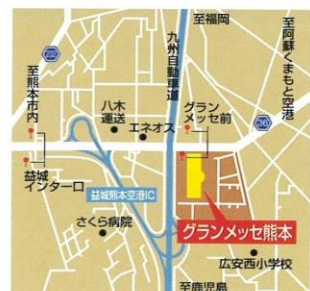 至福岡
九州自動車道
至阿蘇くまもと空港
至熊本市内
八木
運送
エネオス
グラン
メッセ前
益城
インター口
益城熊本空港IC
さくら病院
グランメッセ熊本
広安西小学校
至鹿児島